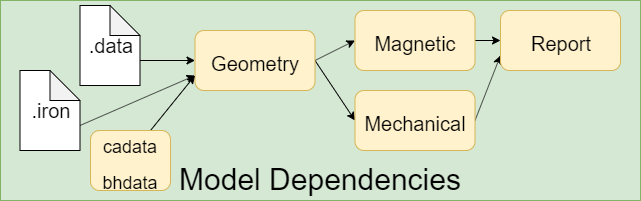 .data
.iron
cadata
bhdata
Geometry
Magnetic
Mechanical
Report
Model Dependencies